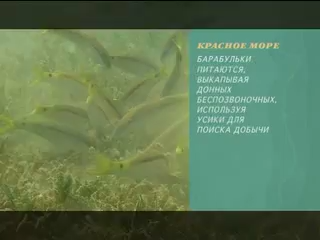 КРАСНОЕ МОРЕ
БАРАБУЛЬКИ
ПИТАЮТСЯ,
ВЫКАПЫВАЯ
ДОННЫХ
БЕСПОЗВОНОЧНЫХ,
ИСПОЛЬЗУЯ
УСИКИ ДЛЯ
ПОИСКА ДОБЫЧИ